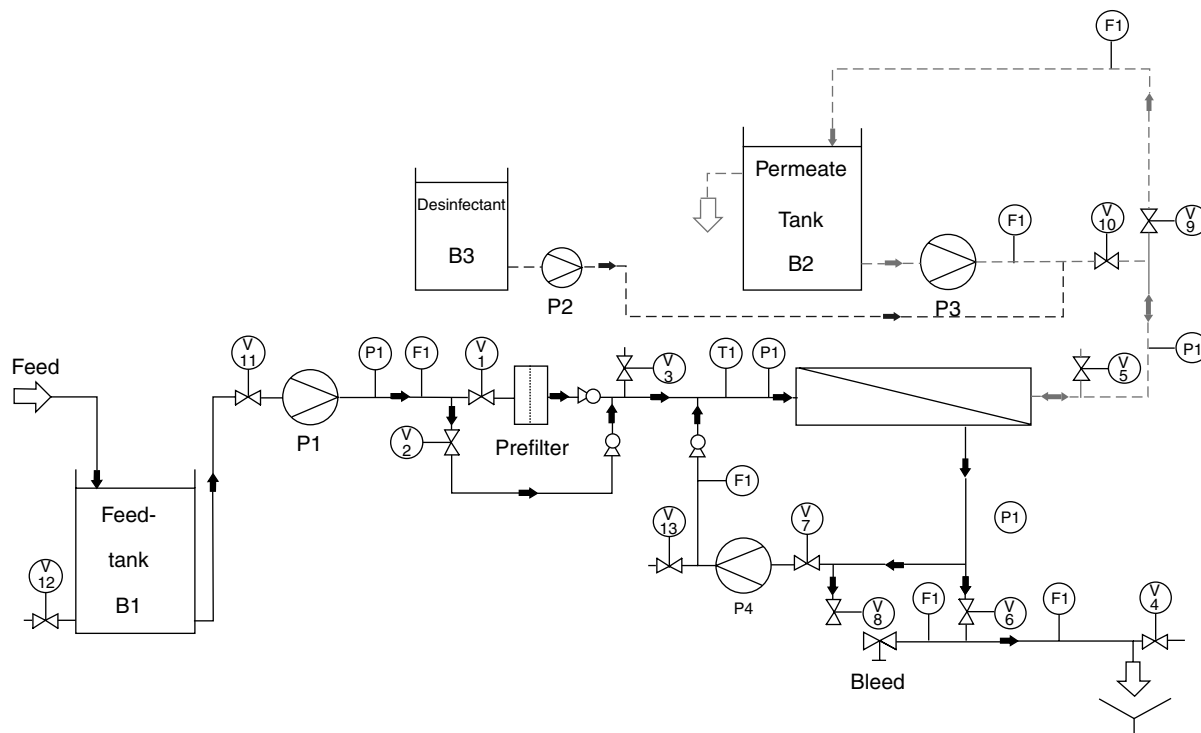 F1
Permeate
Tank
B2
Desinfectant
B3
P2
F1
V
10
V
9
P3
P1
Feed
V
11
P1
F1
V
1
V
3
T1
P1
V
5
P1
V
2
Prefilter
F1
P1
Feed-
tank
B1
V
12
V
13
V
7
P4
V
8
F1
V
6
F1
V
4
Bleed